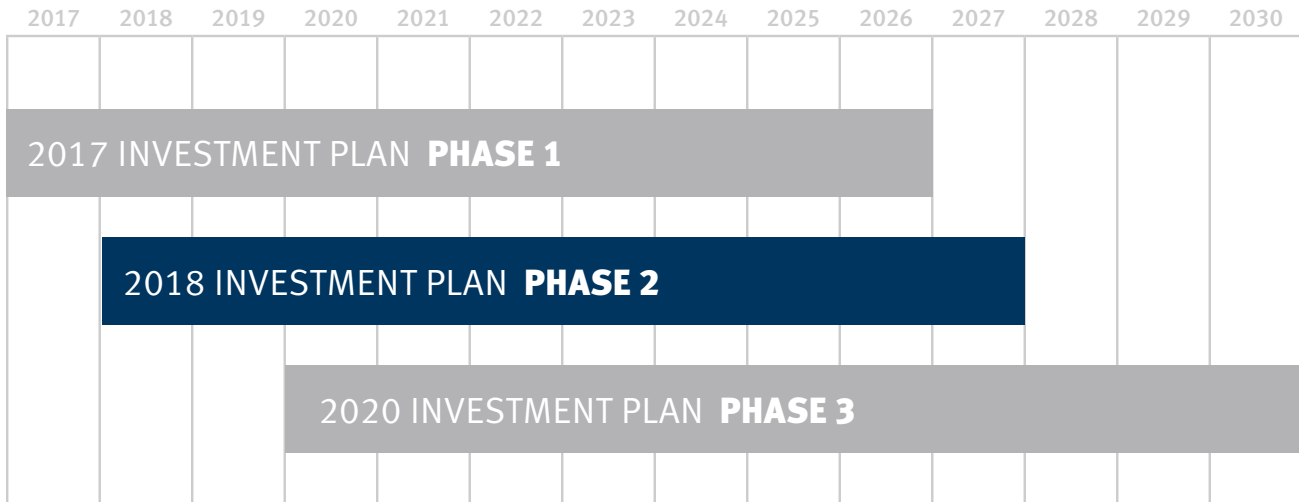 2017 2018 2019 2020 2021 2022 2023 2024 2025 2026 2027 2028 2029 2030
2017 INVESTMENT PLAN PHASE 1
2018 INVESTMENT PLAN PHASE 2
2020 INVESTMENT PLAN PHASE 3